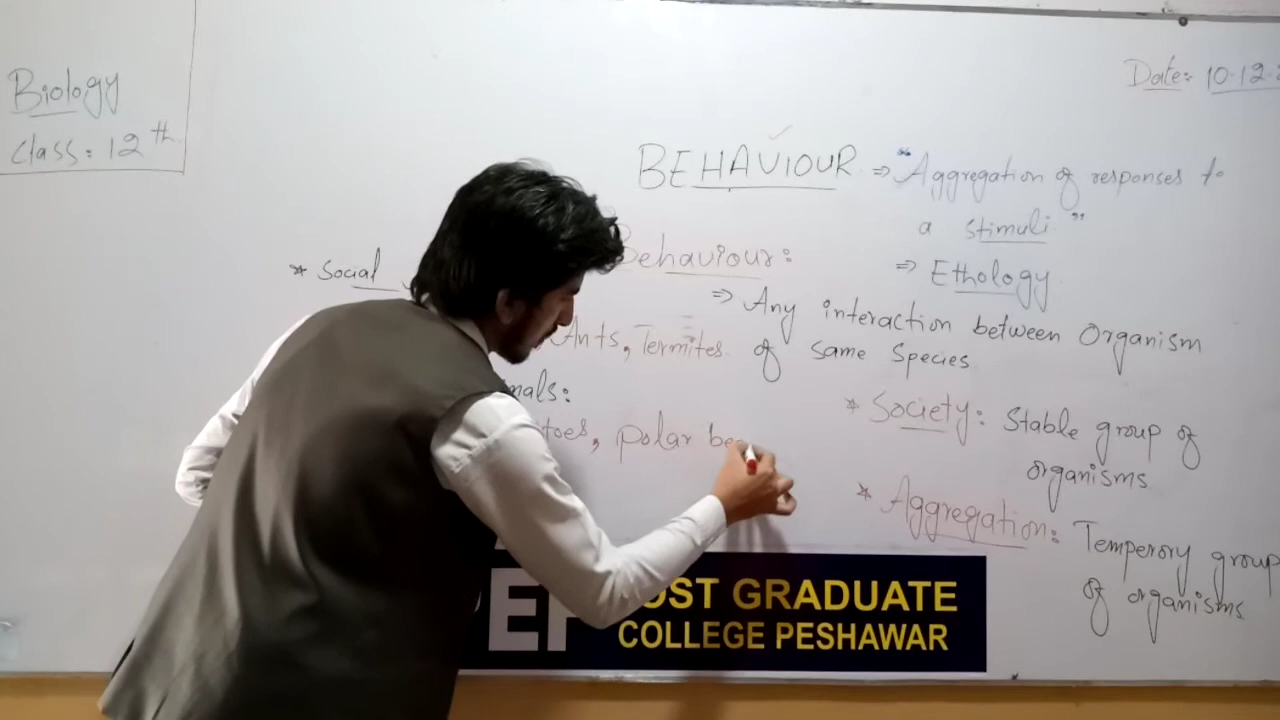 Biology
Class: 12th
Date: 10-12-
BEHAVIOUR ⇒ "Aggregation of responses to
a stimuli"
⇒ Ethology
* Social
Behaviour:
⇒ Any interaction between Organism
of same Species
Ants, Termites.
mals:
toes, polar be
* Society: Stable group of
organisms
* Aggregation: Temperory group
of organisms
EF
POST GRADUATE
COLLEGE PESHAWAR